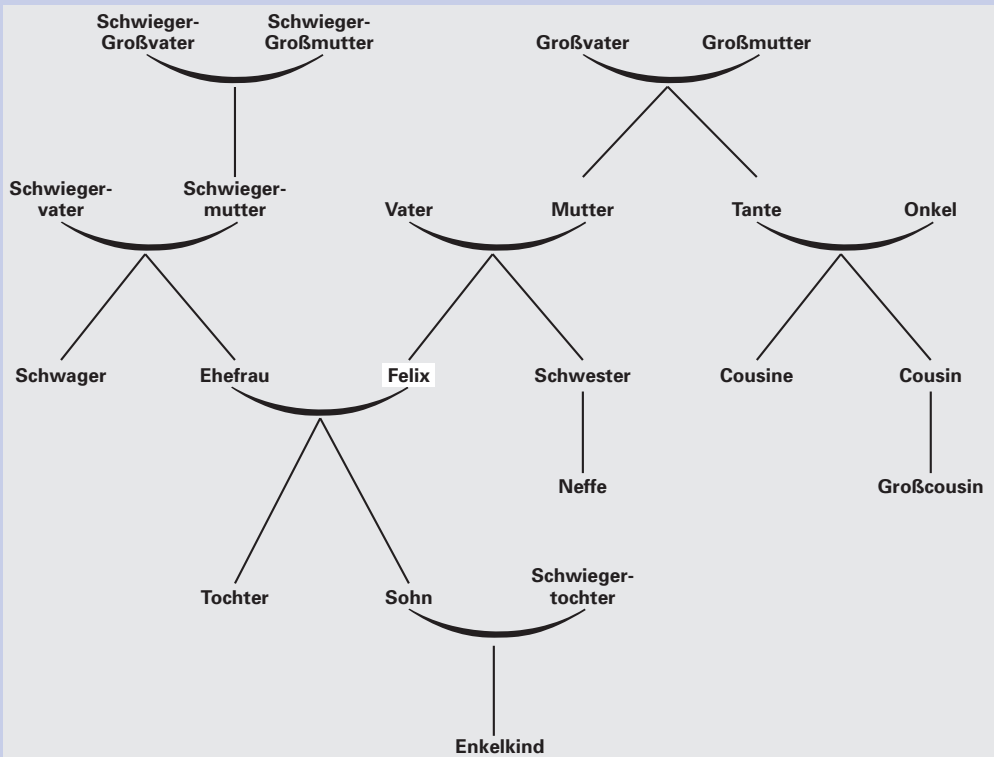 Schwieger-
Großvater
Schwieger-
Großmutter
Großvater
Großmutter
Schwieger-
vater
Schwieger-
mutter
Vater
Mutter
Tante
Onkel
Schwager
Ehefrau
Felix
Schwester
Cousine
Cousin
Neffe
Großcousin
Tochter
Sohn
Schwieger-
tochter
Enkelkind